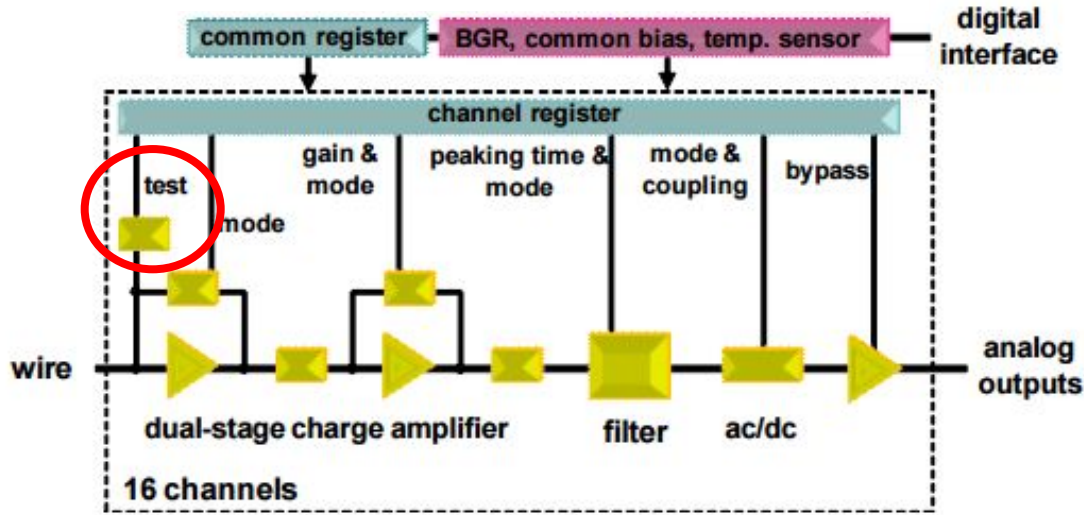 common register
BGR, common bias, temp. sensor
digital
interface
channel register
test
mode
gain &
mode
peaking time &
mode
mode &
coupling
bypass
wire
analog
outputs
dual-stage charge amplifier
filter
ac/dc
16 channels